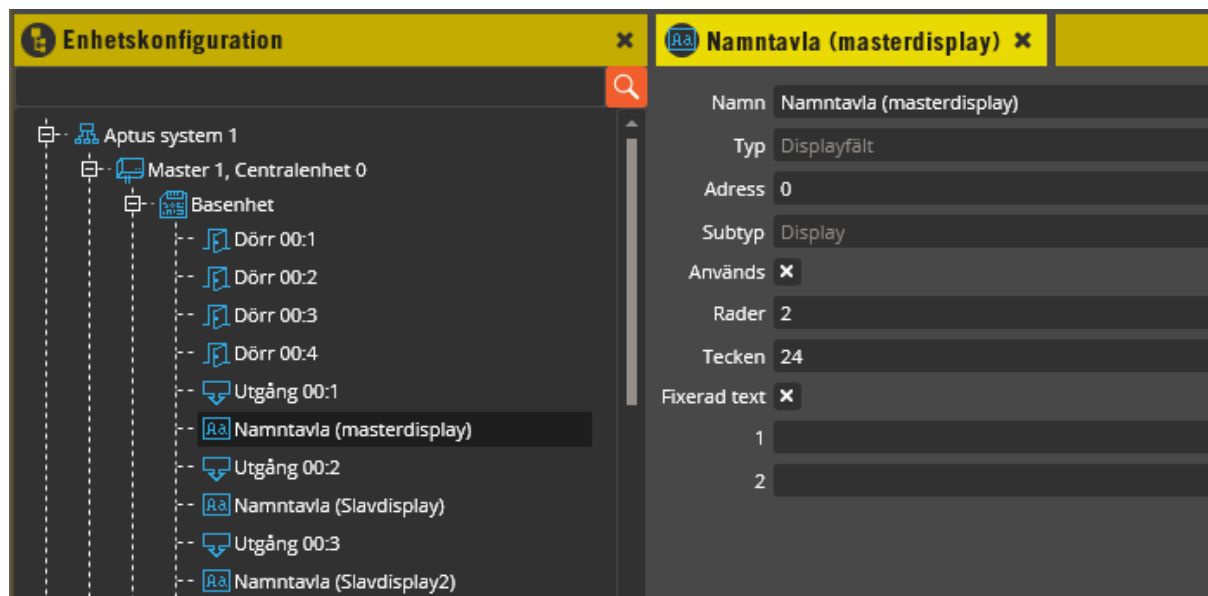 Enhetskonfiguration
Aptus system 1
Master 1, Centralenhet 0
Basenhet
Dörr 00:1
Dörr 00:2
Dörr 00:3
Dörr 00:4
Utgång 00:1
Namntavla (masterdisplay)
Utgång 00:2
Namntavla (Slavdisplay)
Utgång 00:3
Namntavla (Slavdisplay2)
Namntavla (masterdisplay)
Namn Namntavla (masterdisplay)
Typ Displayfält
Adress 0
Subtyp Display
Används
Rader 2
Tecken 24
Fixerad text
1
2